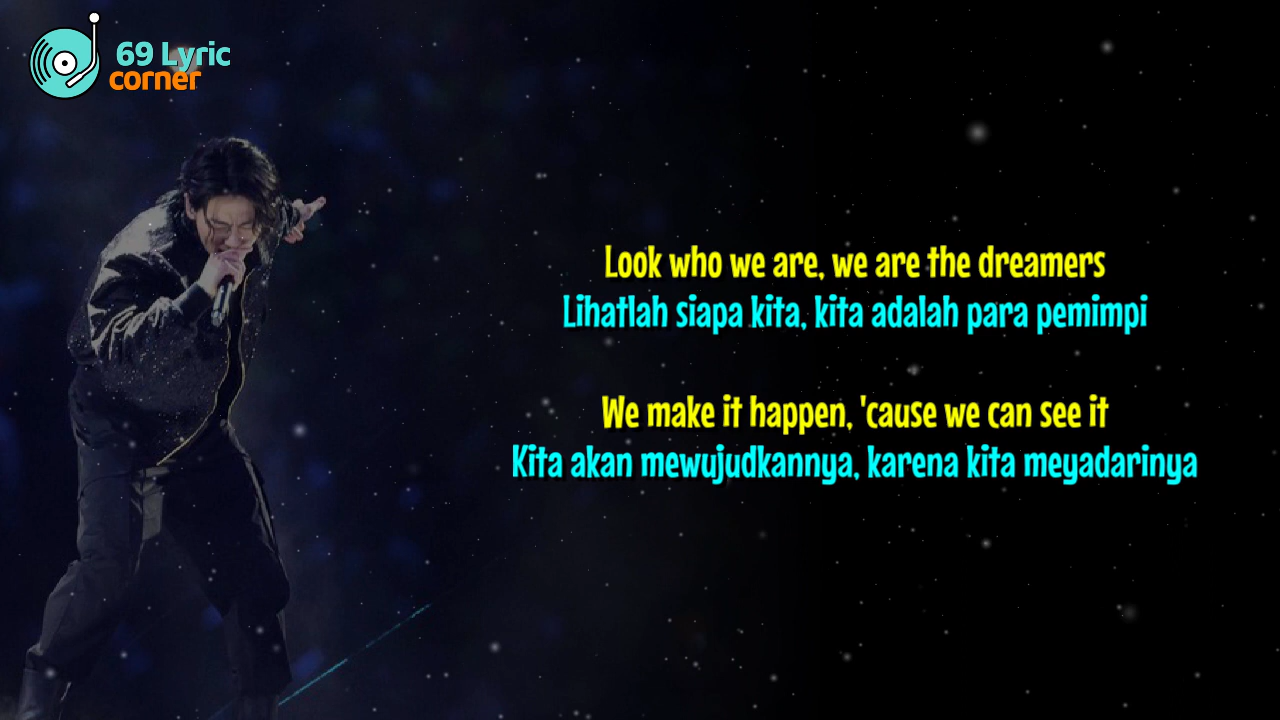 69 Lyric
corner
Look who we are, we are the dreamers
Lihatlah siapa kita, kita adalah para pemimpi
We make it happen, 'cause we can see it
Kita akan mewujudkannya, karena kita meyadarinya